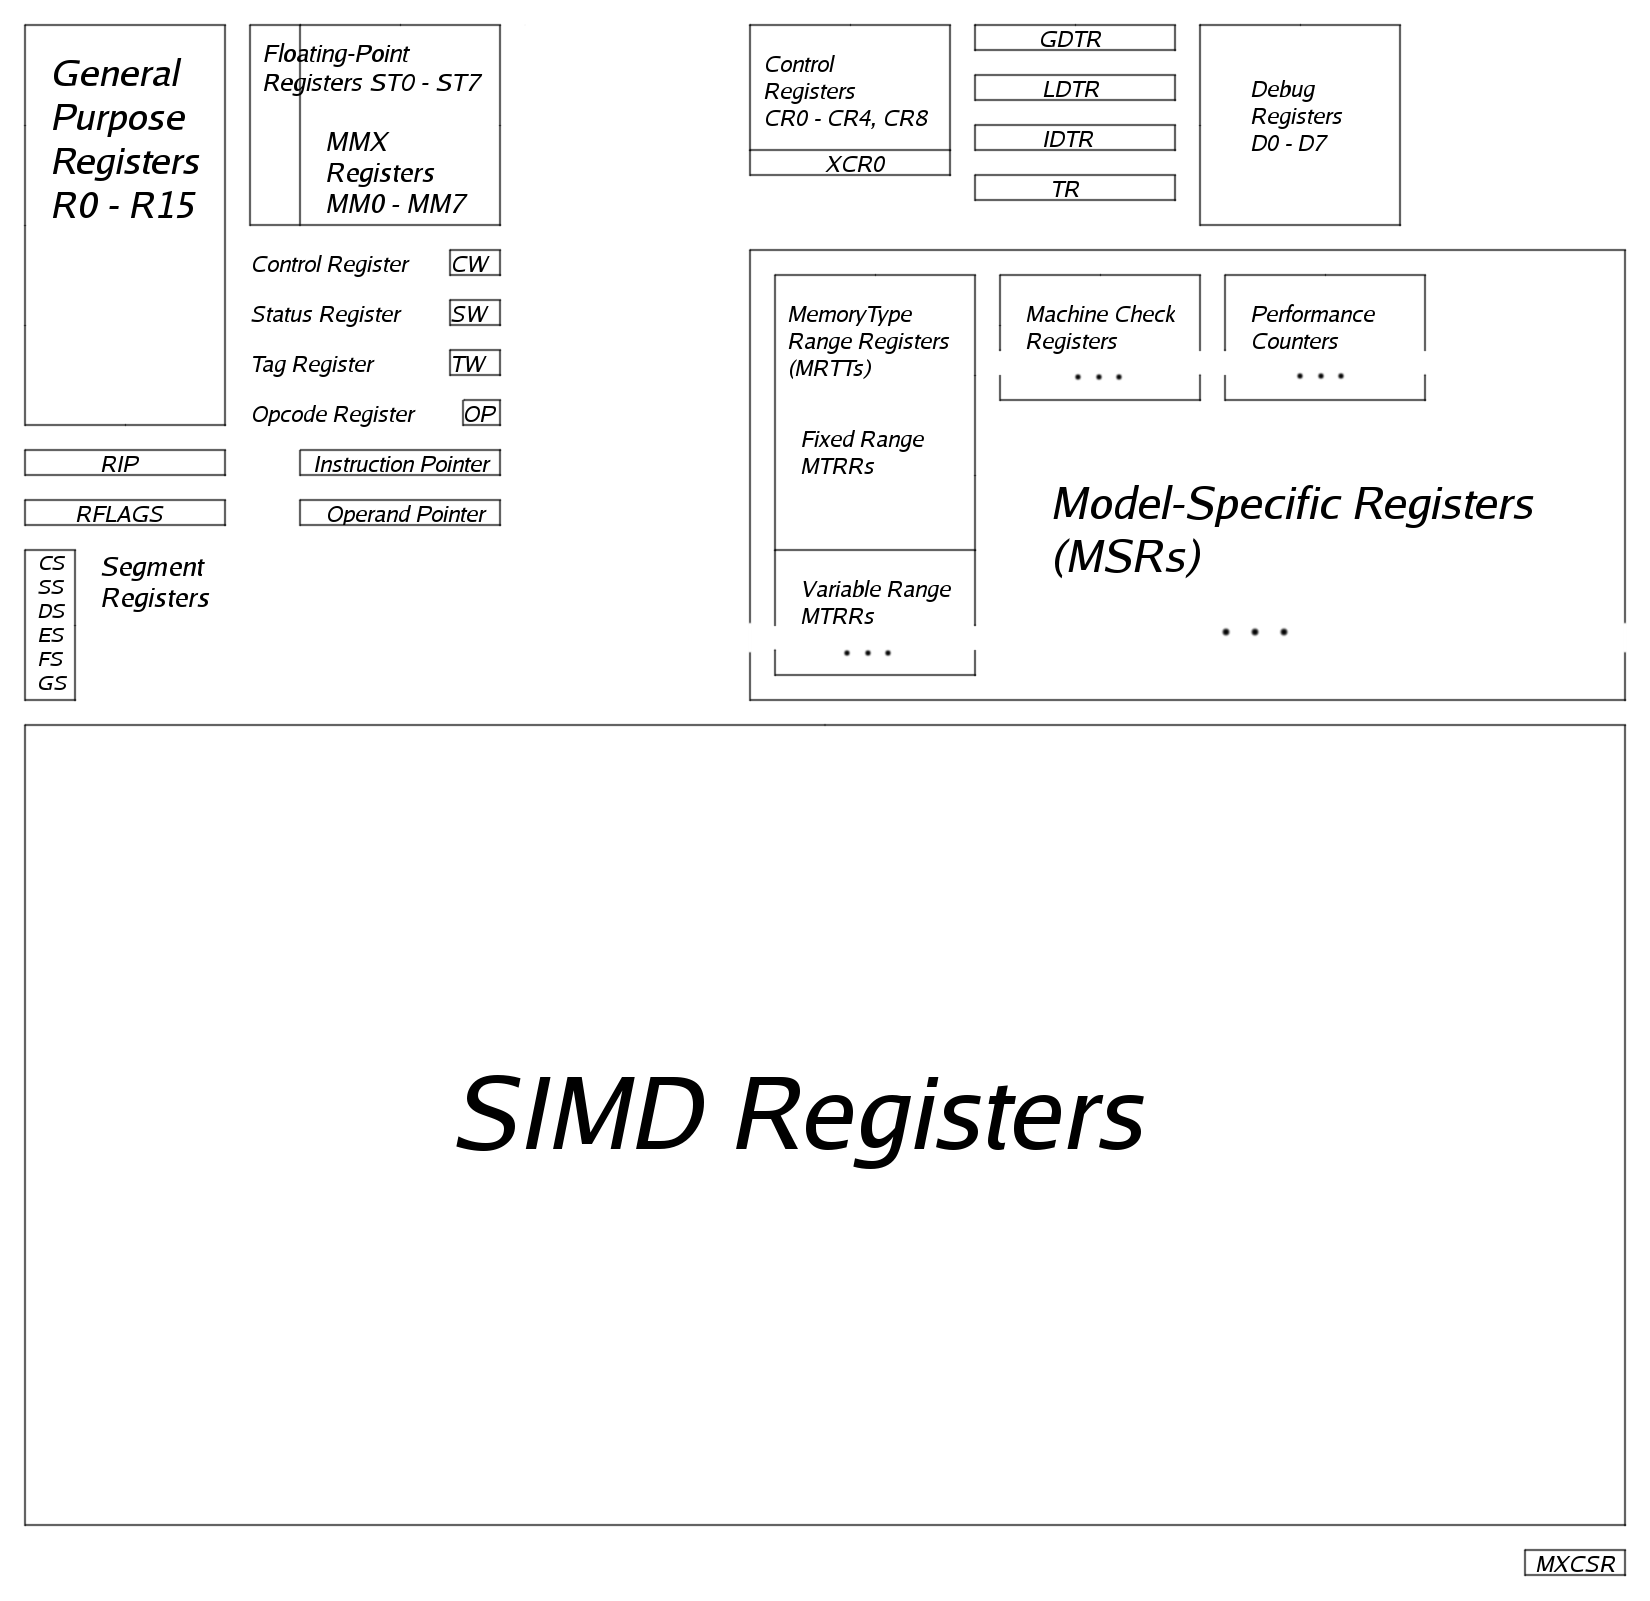 General
Purpose
Registers
R0 - R15
RIP
RFLAGS
CS
SS
DS
ES
FS
GS
Segment
Registers
Floating-Point
Registers ST0 - ST7
MMX
Registers
MM0 - MM7
Control Register CW
Status Register SW
Tag Register TW
Opcode Register OP
Instruction Pointer
Operand Pointer
Control
Registers
CR0 - CR4, CR8
XCR0
GDTR
LDTR
IDTR
TR
Debug
Registers
D0 - D7
MemoryType
Range Registers
(MRTTs)
Fixed Range
MTRRs
Variable Range
MTRRs
• • •
Machine Check
Registers
• • •
Performance
Counters
• • •
Model-Specific Registers
(MSRs)
• • •
SIMD Registers
MXCSR